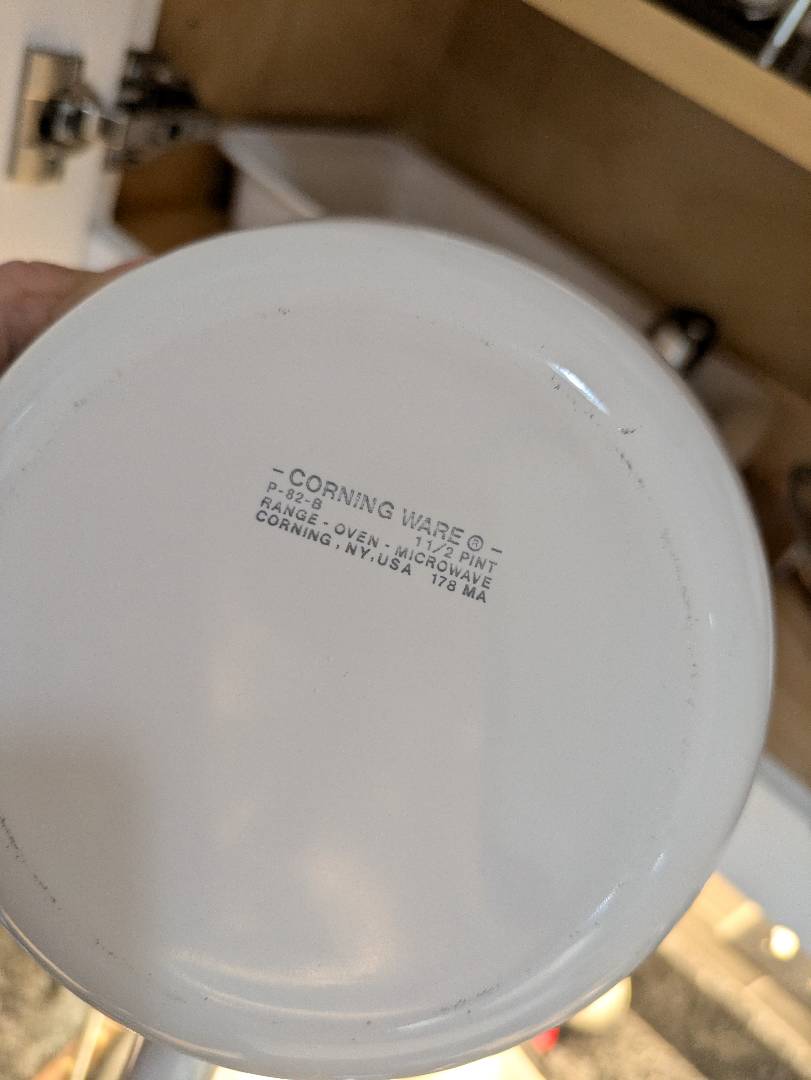 - CORNING WARE ® -
P-82-B 1 1/2 PINT
RANGE - OVEN - MICROWAVE
CORNING , NY, USA 178 MA